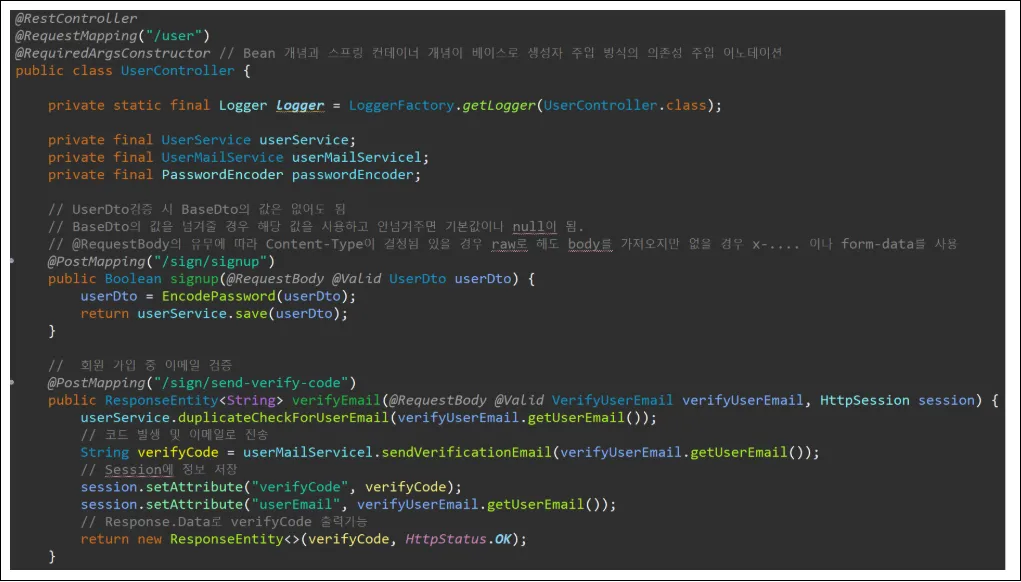 @RestController
@RequestMapping("/user")
@RequiredArgsConstructor // Bean 개념과 스프링 컨데이너 개념이 베이스로 생성자 주입 방식의 의존성 주입 어노테이션
public class UserController {
private static final Logger logger = LoggerFactory.getLogger(UserController.class);
private final UserService userService;
private final UserMailService userMailServicel;
private final PasswordEncoder passwordEncoder;
// UserDto검증 시 BaseDto의 값은 없어도 됨
// BaseDto의 값을 넘겨줄 경우 해당 값을 사용하고 안넘겨주면 기본값이나 null이 됨.
// @RequestBody의 유무에 따라 Content-Type이 결정됨 있을 경우 raw로 해도 body를 가지오지만 없을 경우 x-.... 이나 form-data를 사용
@PostMapping("/sign/signup")
public Boolean signup(@RequestBody @Valid UserDto userDto) {
userDto = EncodePassword(userDto);
return userService.save(userDto);
}
// 회원 가입 중 이메일 검증
@PostMapping("/sign/send-verify-code")
public ResponseEntity<String> verifyEmail(@RequestBody @Valid VerifyUserEmail verifyUserEmail, HttpSession session) {
userService.duplicateCheckForUserEmail(verifyUserEmail.getUserEmail());
// 코드 발생 및 이메일로 전송
String verifyCode = userMailServicel.sendVerificationEmail(verifyUserEmail.getUserEmail());
// Session에 정보 저장
session.setAttribute("verifyCode", verifyCode);
session.setAttribute("userEmail", verifyUserEmail.getUserEmail());
// Response.Data로 verifyCode 출력가능
return new ResponseEntity<>(verifyCode, HttpStatus.OK);
}